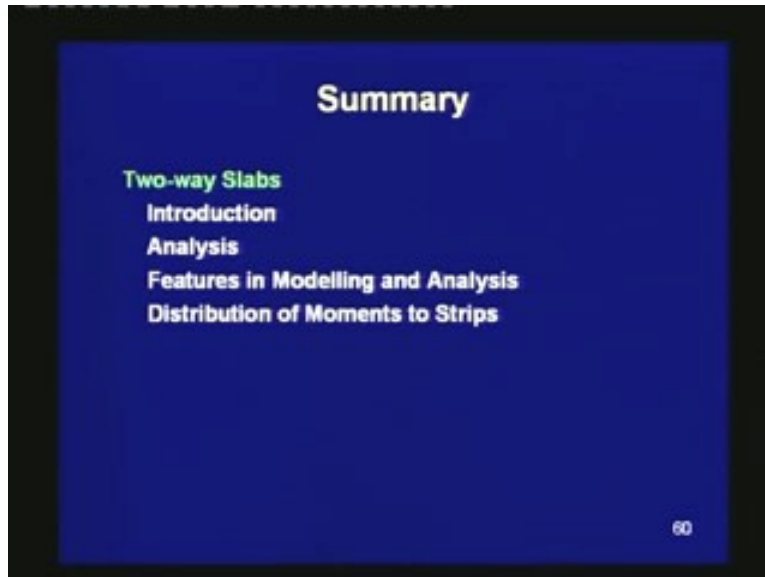 Summary
Two-way Slabs
Introduction
Analysis
Features in Modelling and Analysis
Distribution of Moments to Strips
60